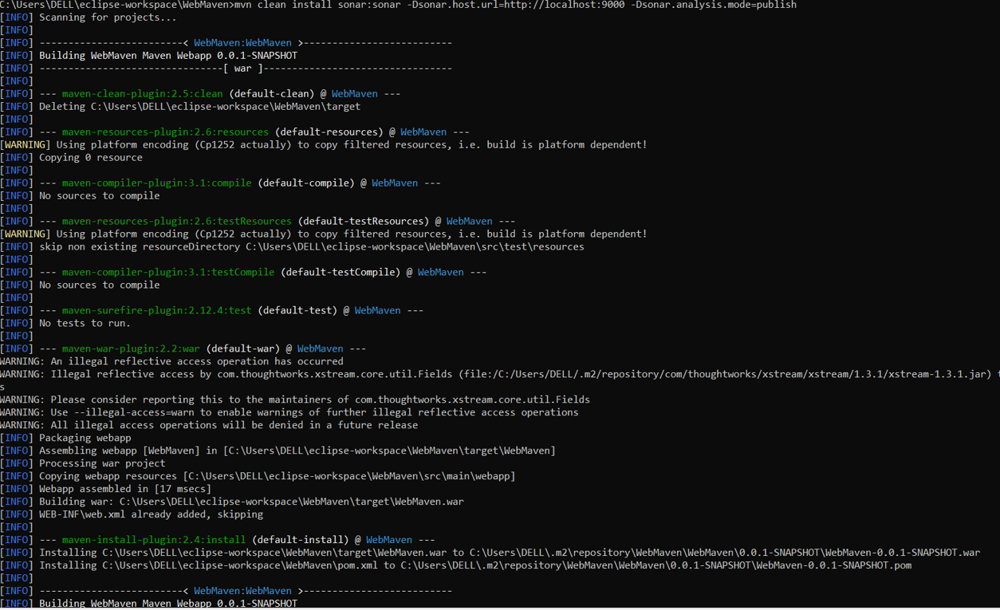 C:\Users\DELL\eclipse-workspace\WebMaven>mvn clean install sonar:sonar -Dsonar.host.url=http://localhost:9000 -Dsonar.analysis.mode=publish
[INFO] Scanning for projects...
[INFO]
[INFO] -------------------------< WebMaven:WebMaven >--------------------------
[INFO] Building WebMaven Maven Webapp 0.0.1-SNAPSHOT
[INFO] --------------------------------[ war ]---------------------------------
[INFO]
[INFO] --- maven-clean-plugin:2.5:clean (default-clean) @ WebMaven ---
[INFO] Deleting C:\Users\DELL\eclipse-workspace\WebMaven\target
[INFO]
[INFO] --- maven-resources-plugin:2.6:resources (default-resources) @ WebMaven ---
[WARNING] Using platform encoding (Cp1252 actually) to copy filtered resources, i.e. build is platform dependent!
[INFO] Copying 0 resource
[INFO]
[INFO] --- maven-compiler-plugin:3.1:compile (default-compile) @ WebMaven ---
[INFO] No sources to compile
[INFO]
[INFO] --- maven-resources-plugin:2.6:testResources (default-testResources) @ WebMaven ---
[WARNING] Using platform encoding (Cp1252 actually) to copy filtered resources, i.e. build is platform dependent!
[INFO] skip non existing resourceDirectory C:\Users\DELL\eclipse-workspace\WebMaven\src\test\resources
[INFO]
[INFO] --- maven-compiler-plugin:3.1:testCompile (default-testCompile) @ WebMaven ---
[INFO] No sources to compile
[INFO]
[INFO] --- maven-surefire-plugin:2.12.4:test (default-test) @ WebMaven ---
[INFO] No tests to run.
[INFO]
[INFO] --- maven-war-plugin:2.2:war (default-war) @ WebMaven ---
WARNING: An illegal reflective access operation has occurred
WARNING: Illegal reflective access by com.thoughtworks.xstream.core.util.Fields (file:/C:/Users/DELL/.m2/repository/com/thoughtworks/xstream/xstream/1.3.1/xstream-1.3.1.jar) t
s
WARNING: Please consider reporting this to the maintainers of com.thoughtworks.xstream.core.util.Fields
WARNING: Use --illegal-access=warn to enable warnings of further illegal reflective access operations
WARNING: All illegal access operations will be denied in a future release
[INFO] Packaging webapp
[INFO] Assembling webapp [WebMaven] in [C:\Users\DELL\eclipse-workspace\WebMaven\target\WebMaven]
[INFO] Processing war project
[INFO] Copying webapp resources [C:\Users\DELL\eclipse-workspace\WebMaven\src\main\webapp]
[INFO] Webapp assembled in [17 msecs]
[INFO] Building war: C:\Users\DELL\eclipse-workspace\WebMaven\target\WebMaven.war
[INFO] WEB-INF\web.xml already added, skipping
[INFO]
[INFO] --- maven-install-plugin:2.4:install (default-install) @ WebMaven ---
[INFO] Installing C:\Users\DELL\eclipse-workspace\WebMaven\target\WebMaven.war to C:\Users\DELL\.m2\repository\WebMaven\WebMaven\0.0.1-SNAPSHOT\WebMaven-0.0.1-SNAPSHOT.war
[INFO] Installing C:\Users\DELL\eclipse-workspace\WebMaven\pom.xml to C:\Users\DELL\.m2\repository\WebMaven\WebMaven\0.0.1-SNAPSHOT\WebMaven-0.0.1-SNAPSHOT.pom
[INFO]
[INFO] -------------------------< WebMaven:WebMaven >--------------------------
[INFO] Building WebMaven Maven Webapp 0.0.1-SNAPSHOT